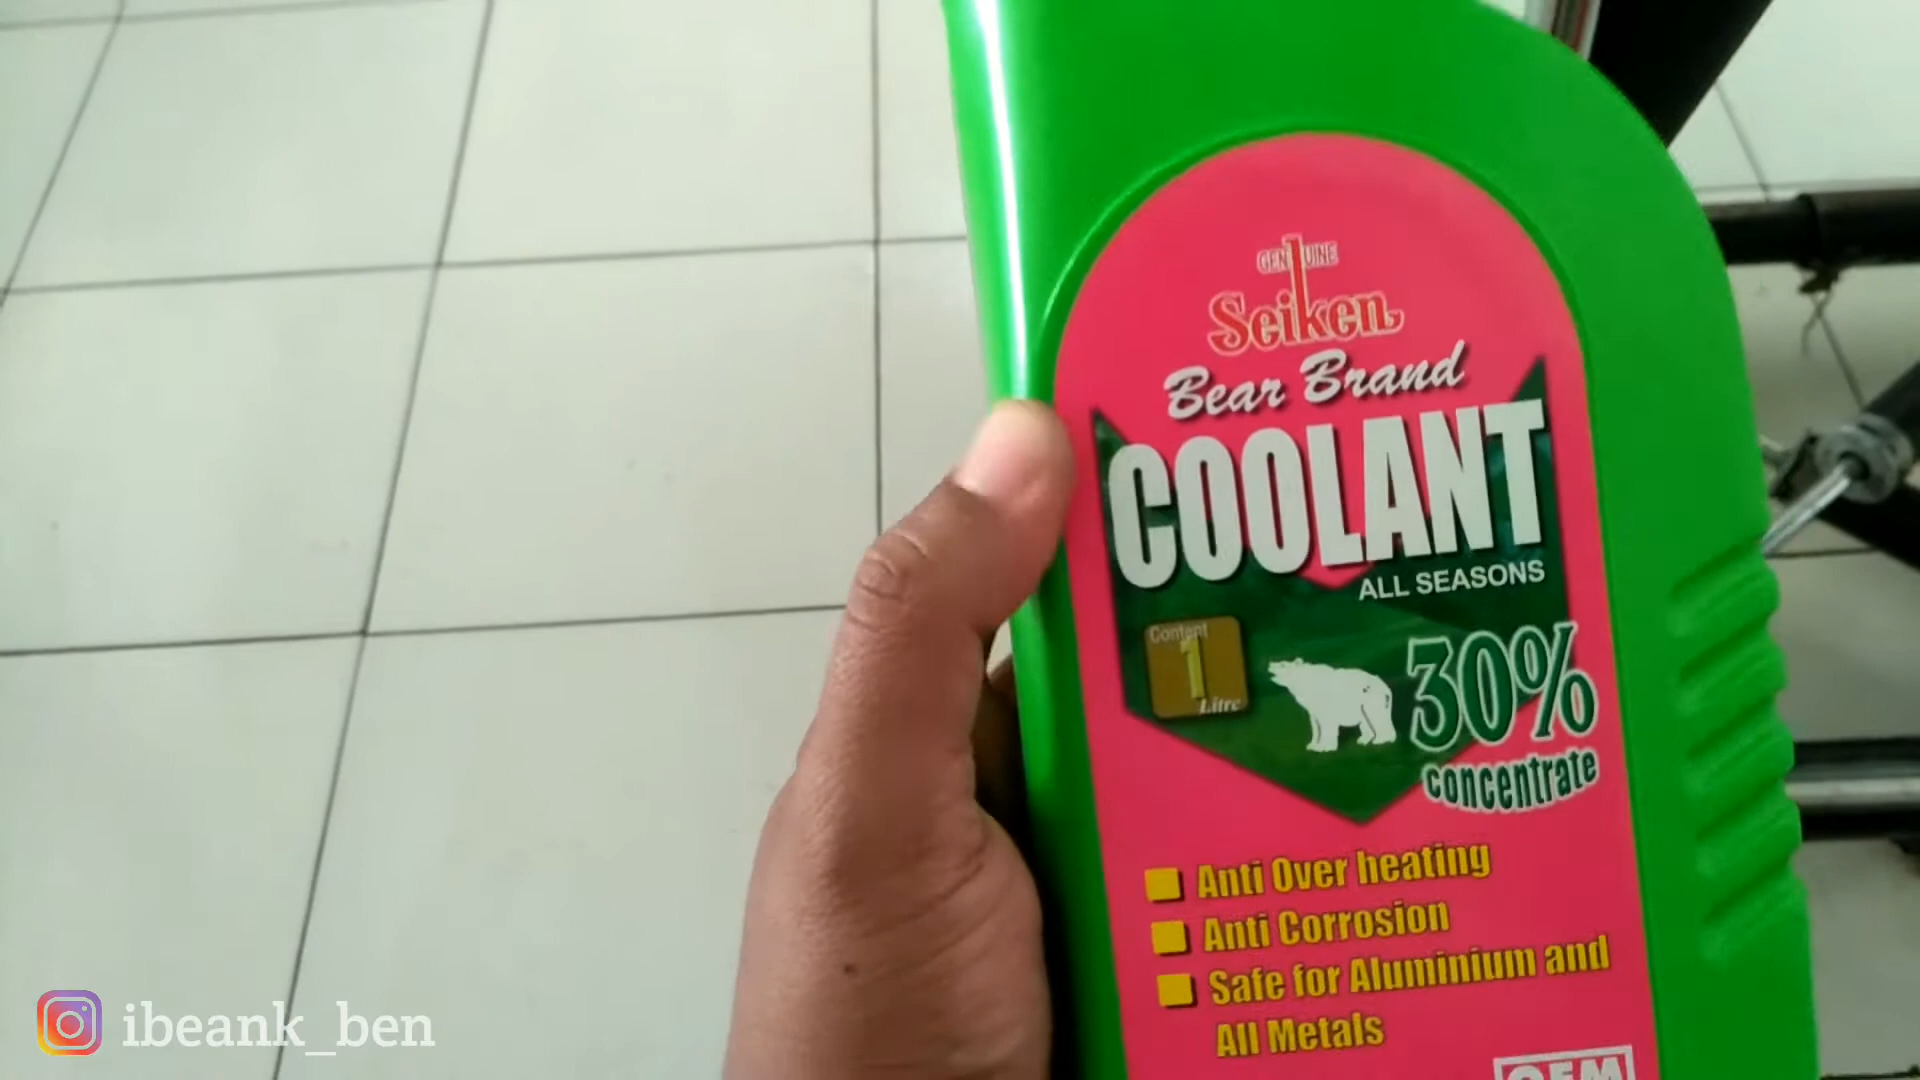 GENUINE
Seiken
Bear Brand
COOLANT
ALL SEASONS
Content
1
Litre
30%
concentrate
Anti Over heating
Anti Corrosion
Safe for Aluminium and
All Metals
OEM
ibeank_ben